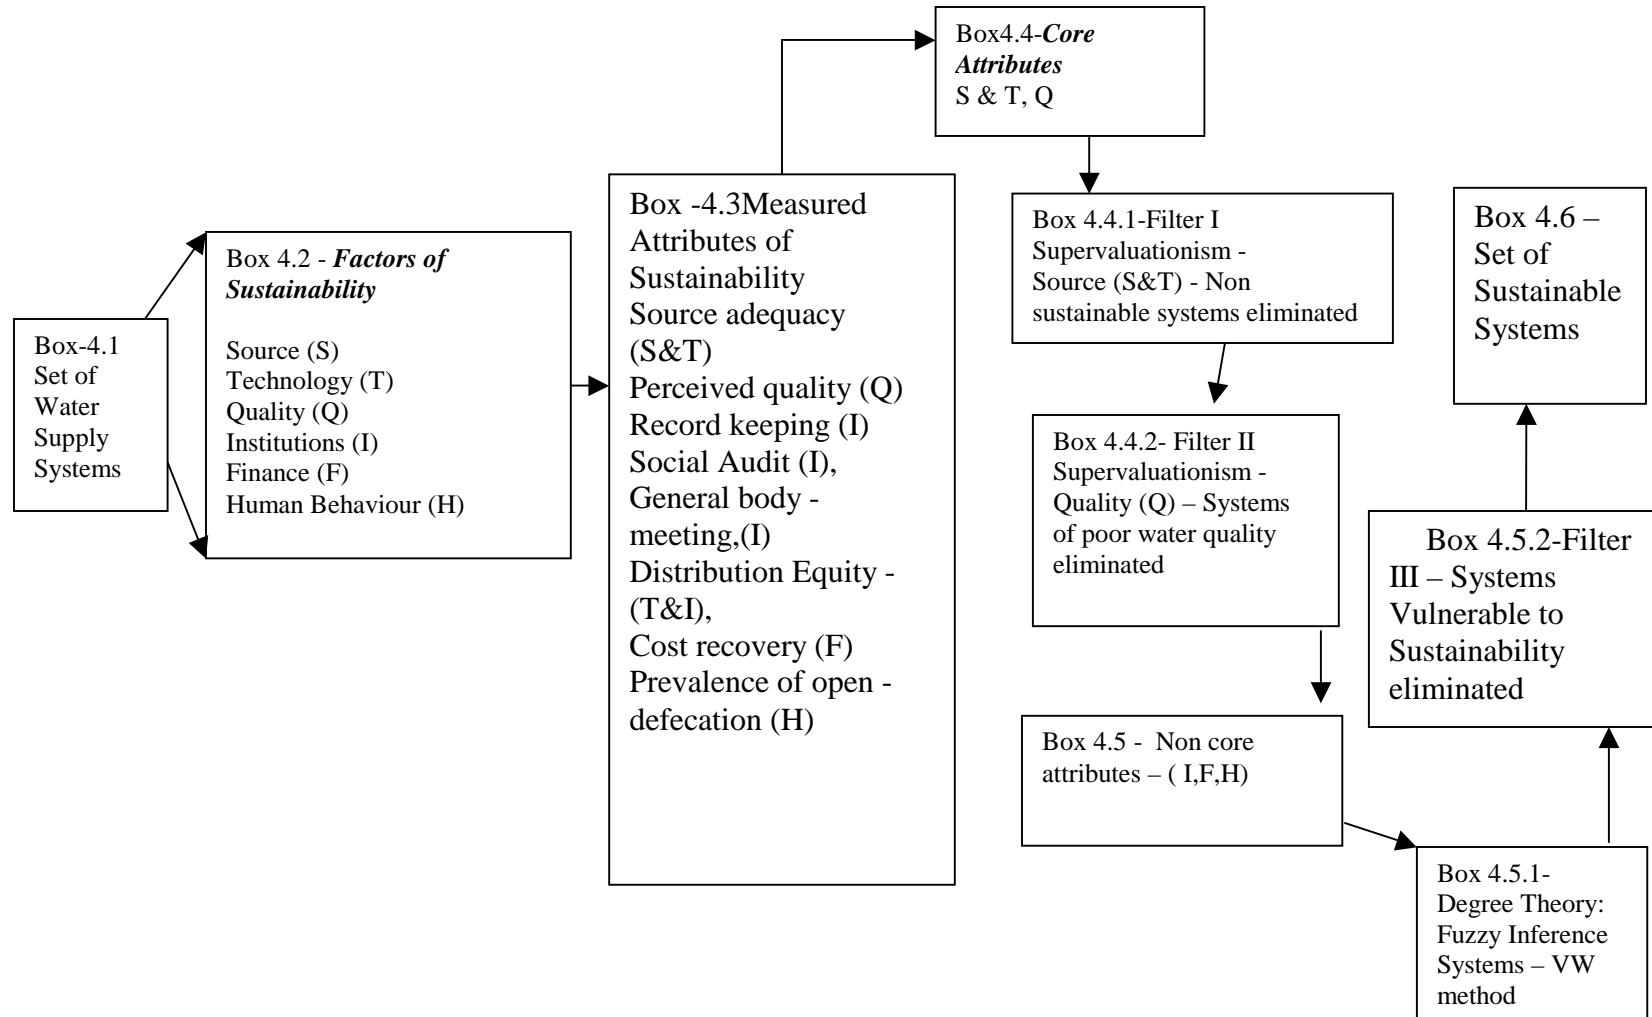 Box-4.1
Set of
Water
Supply
Systems
Box 4.2 - Factors of
Sustainability
Source (S)
Technology (T)
Quality (Q)
Institutions (I)
Finance (F)
Human Behaviour (H)
Box -4.3Measured
Attributes of
Sustainability
Source adequacy
(S&T)
Perceived quality (Q)
Record keeping (I)
Social Audit (I),
General body -
meeting,(I)
Distribution Equity -
(T&I),
Cost recovery (F)
Prevalence of open -
defecation (H)
Box4.4-Core
Attributes
S & T, Q
Box 4.4.1-Filter I
Supervaluationism -
Source (S&T) - Non
sustainable systems eliminated
Box 4.4.2- Filter II
Supervaluationism -
Quality (Q) – Systems
of poor water quality
eliminated
Box 4.5 - Non core
attributes – ( I,F,H)
Box 4.5.1-
Degree Theory:
Fuzzy Inference
Systems – VW
method
Box 4.5.2-Filter
III – Systems
Vulnerable to
Sustainability
eliminated
Box 4.6 –
Set of
Sustainable
Systems